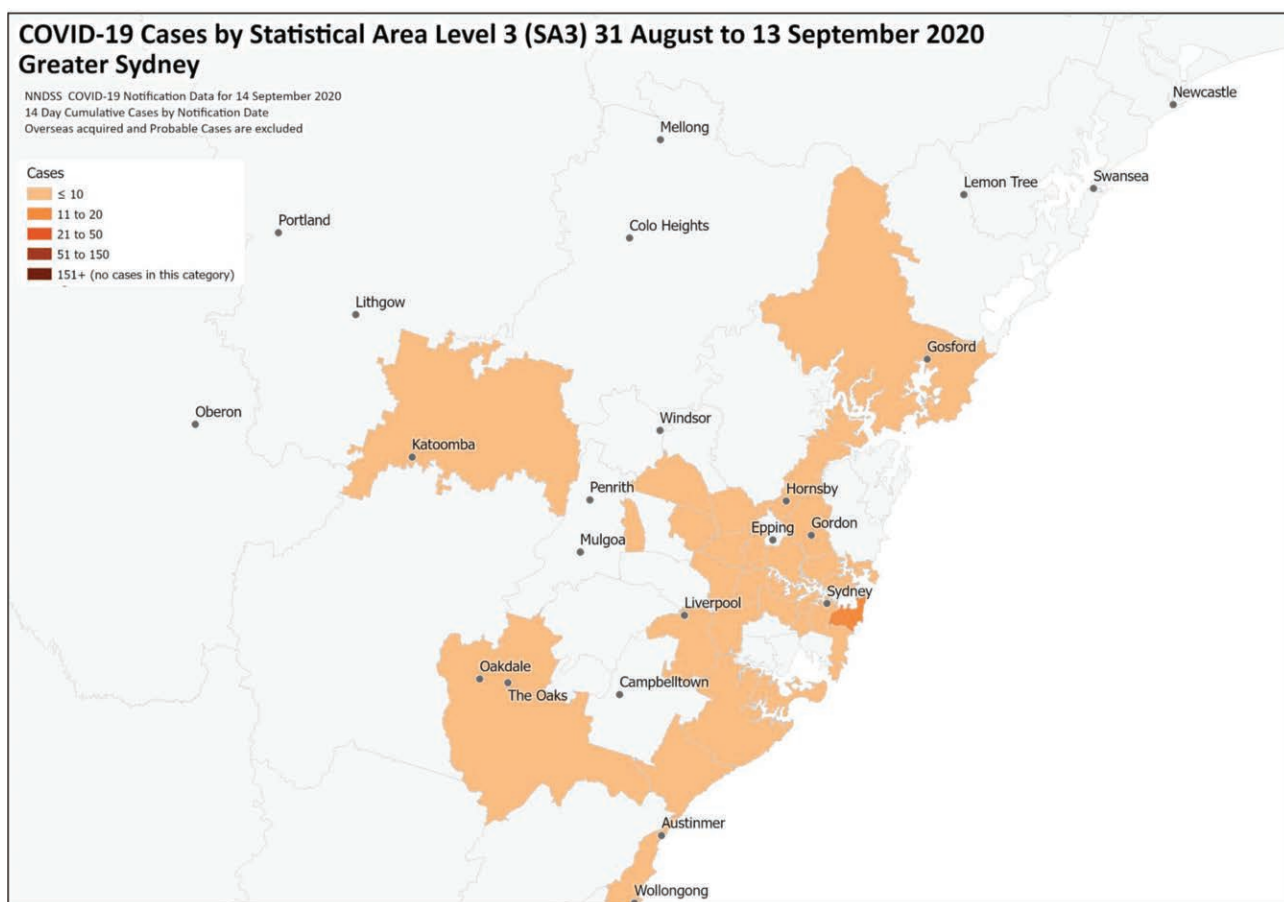 COVID-19 Cases by Statistical Area Level 3 (SA3) 31 August to 13 September 2020
Greater Sydney
NNDSS COVID-19 Notification Data for 14 September 2020
14 Day Cumulative Cases by Notification Date
Overseas acquired and Probable Cases are excluded
Cases
≤ 10
11 to 20
21 to 50
51 to 150
151+ (no cases in this category)
Newcastle
Mellong
Lemon Tree
Swansea
Portland
Colo Heights
Lithgow
Gosford
Oberon
Windsor
Katoomba
Penrith
Hornsby
Epping
Gordon
Mulgoa
Liverpool
Sydney
Oakdale
The Oaks
Campbelltown
Austinmer
Wollongong